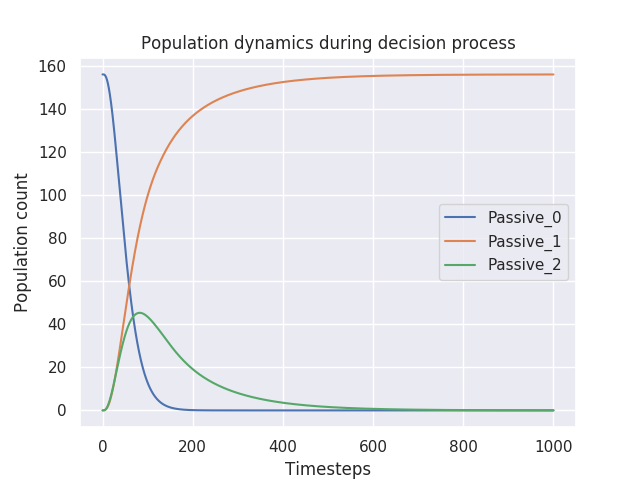 Population dynamics during decision process
160
140
120
100
80
60
40
20
0
Population count
Passive_0
Passive_1
Passive_2
0 200 400 600 800 1000
Timesteps